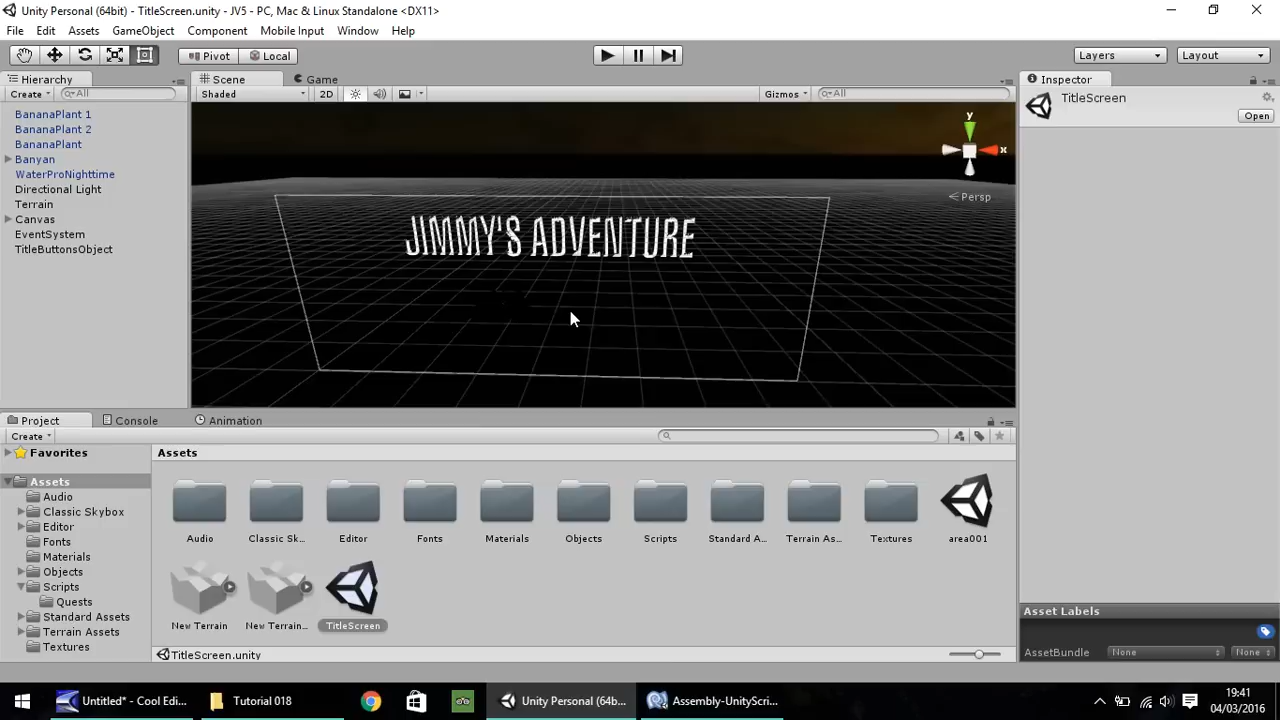 Unity Personal (64bit) - TitleScreen.unity - JV5 - PC, Mac & Linux Standalone <DX11>
File Edit Assets GameObject Component Mobile Input Window Help
Pivot Local Layers Layout
Hierarchy Scene Game Inspector
Create All Shaded 2D Gizmos All TitleScreen
Open
BananaPlant 1
BananaPlant 2
BananaPlant
Banyan
WaterProNighttime
Directional Light
Terrain
Canvas
EventSystem
TitleButtonsObject
y
x
Persp
JIMMY'S ADVENTURE
Project Console Animation
Create
Favorites
Assets
Audio
Classic Skybox
Editor
Fonts
Materials
Objects
Scripts
Quests
Standard Assets
Terrain Assets
Textures
Assets
Audio Classic Sk... Editor Fonts Materials Objects Scripts Standard A... Terrain As... Textures area001
New Terrain New Terrain... TitleScreen
TitleScreen.unity
Asset Labels
AssetBundle None None
Untitled* - Cool Edi... Tutorial 018 Unity Personal (64b... Assembly-UnityScri...
19:41
04/03/2016